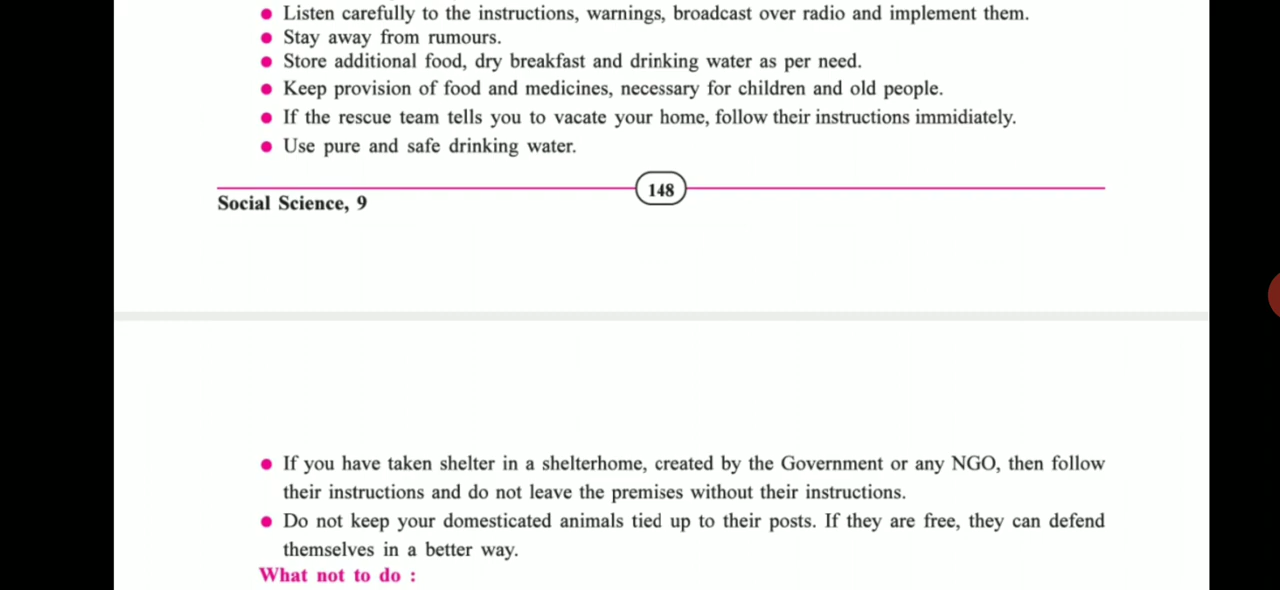 ● Listen carefully to the instructions, warnings, broadcast over radio and implement them.
● Stay away from rumours.
● Store additional food, dry breakfast and drinking water as per need.
● Keep provision of food and medicines, necessary for children and old people.
● If the rescue team tells you to vacate your home, follow their instructions immidiately.
● Use pure and safe drinking water.
148
Social Science, 9
● If you have taken shelter in a shelterhome, created by the Government or any NGO, then follow
their instructions and do not leave the premises without their instructions.
● Do not keep your domesticated animals tied up to their posts. If they are free, they can defend
themselves in a better way.
What not to do :